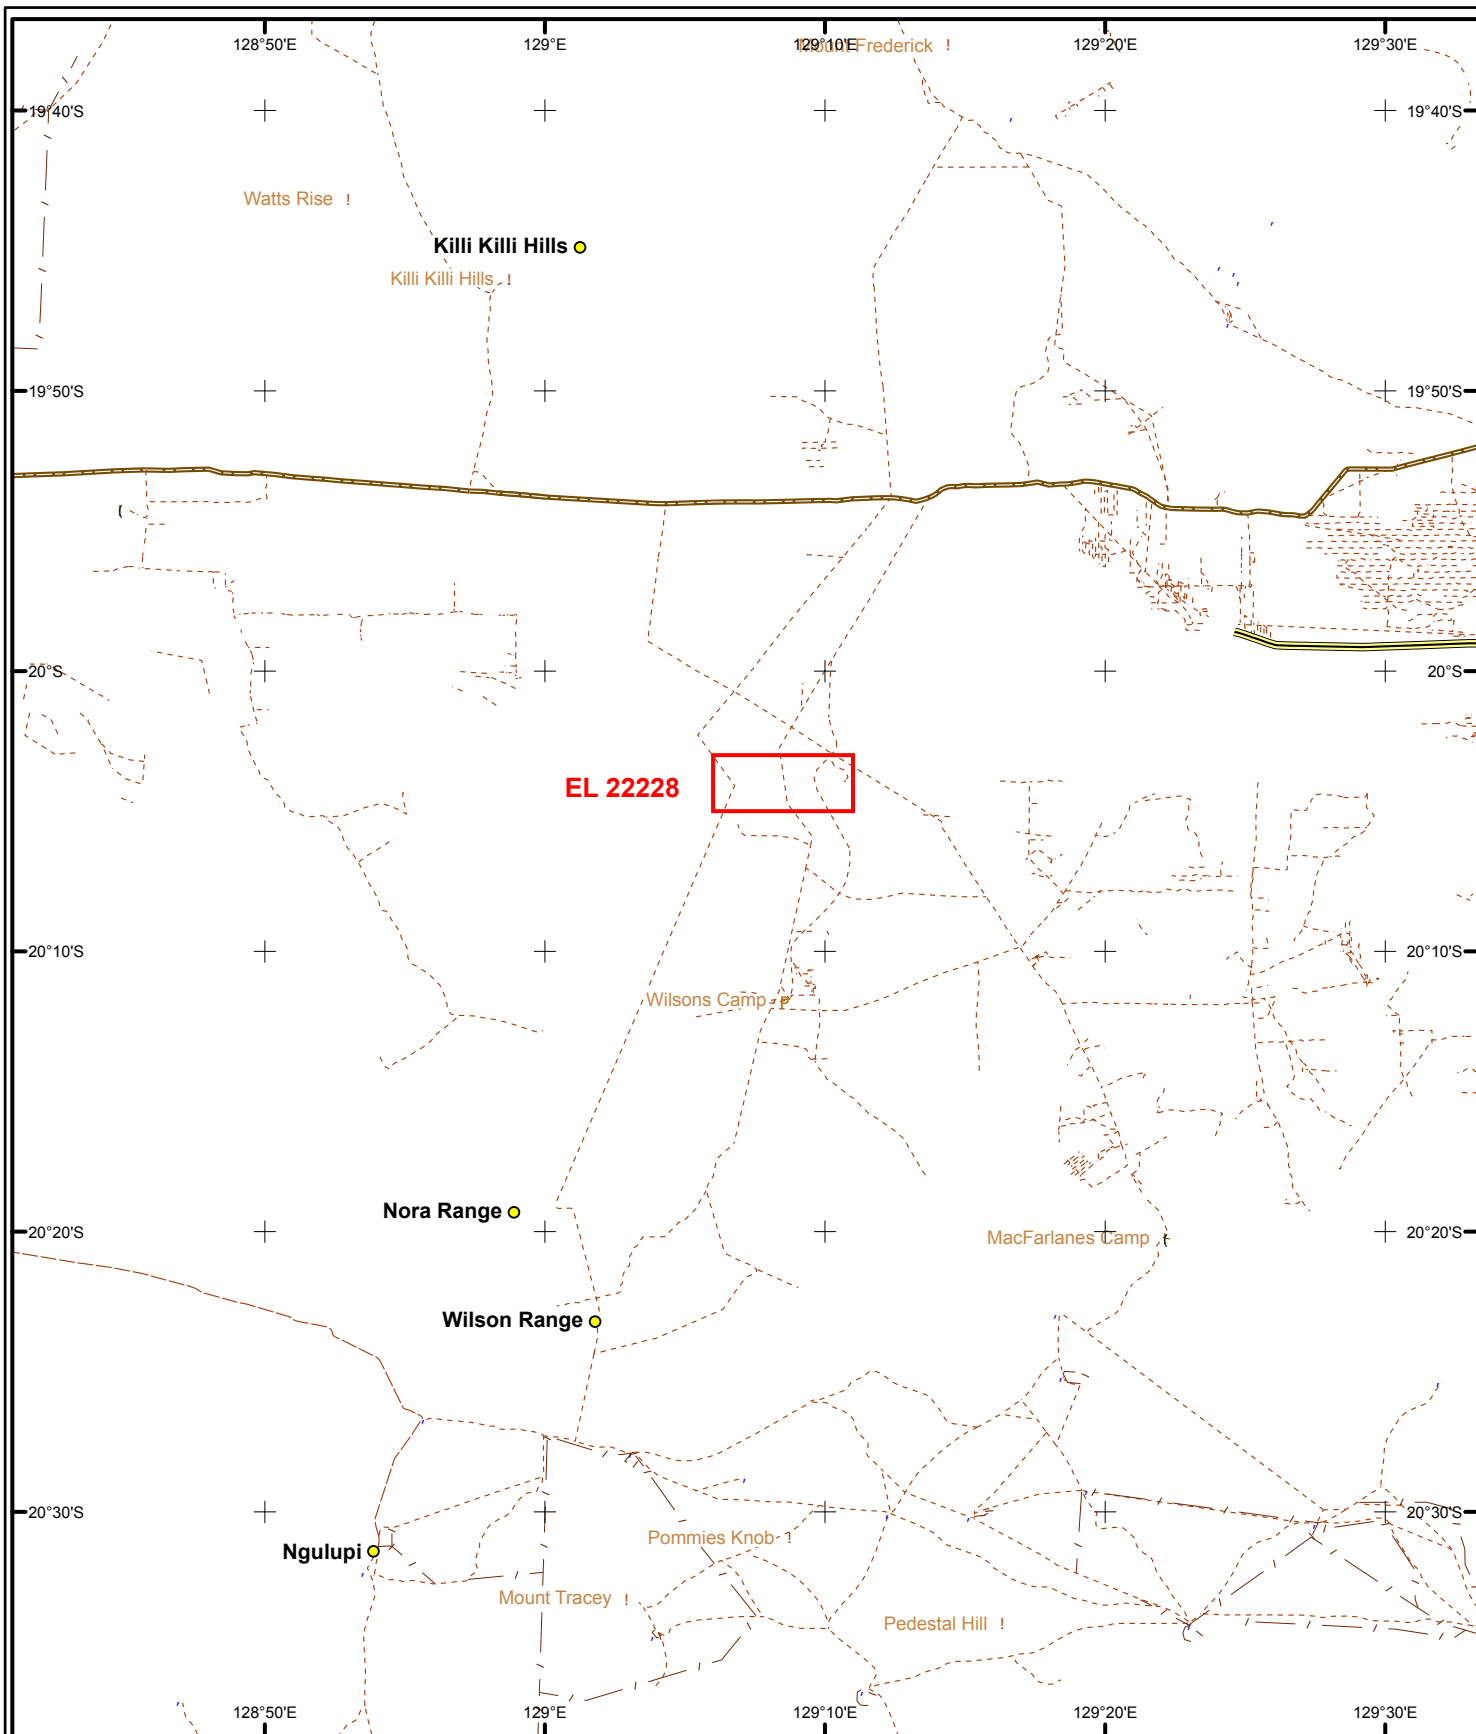 128°50'E
129°E
129°10'E
129°20'E
129°30'E
Mount Frederick
19°40'S
19°40'S
Watts Rise
Killi Killi Hills
Killi Killi Hills
19°50'S
19°50'S
20°S
20°S
EL 22228
20°10'S
20°10'S
Wilsons Camp
Nora Range
20°20'S
20°20'S
MacFarlanes Camp
Wilson Range
20°30'S
20°30'S
Pommies Knob
Ngulupi
Mount Tracey
Pedestal Hill
128°50'E
129°E
129°10'E
129°20'E
129°30'E